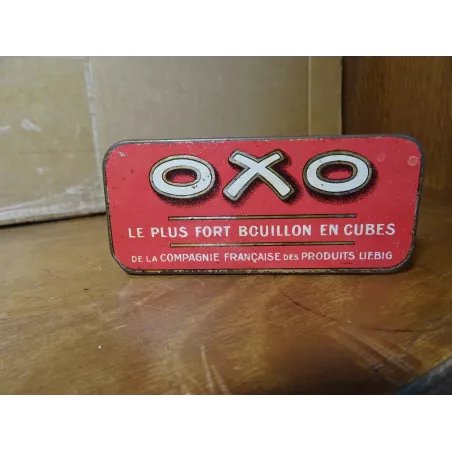 OXO
LE PLUS FORT BOUILLON EN CUBES
DE LA COMPAGNIE FRANÇAISE DES PRODUITS LIEBIG